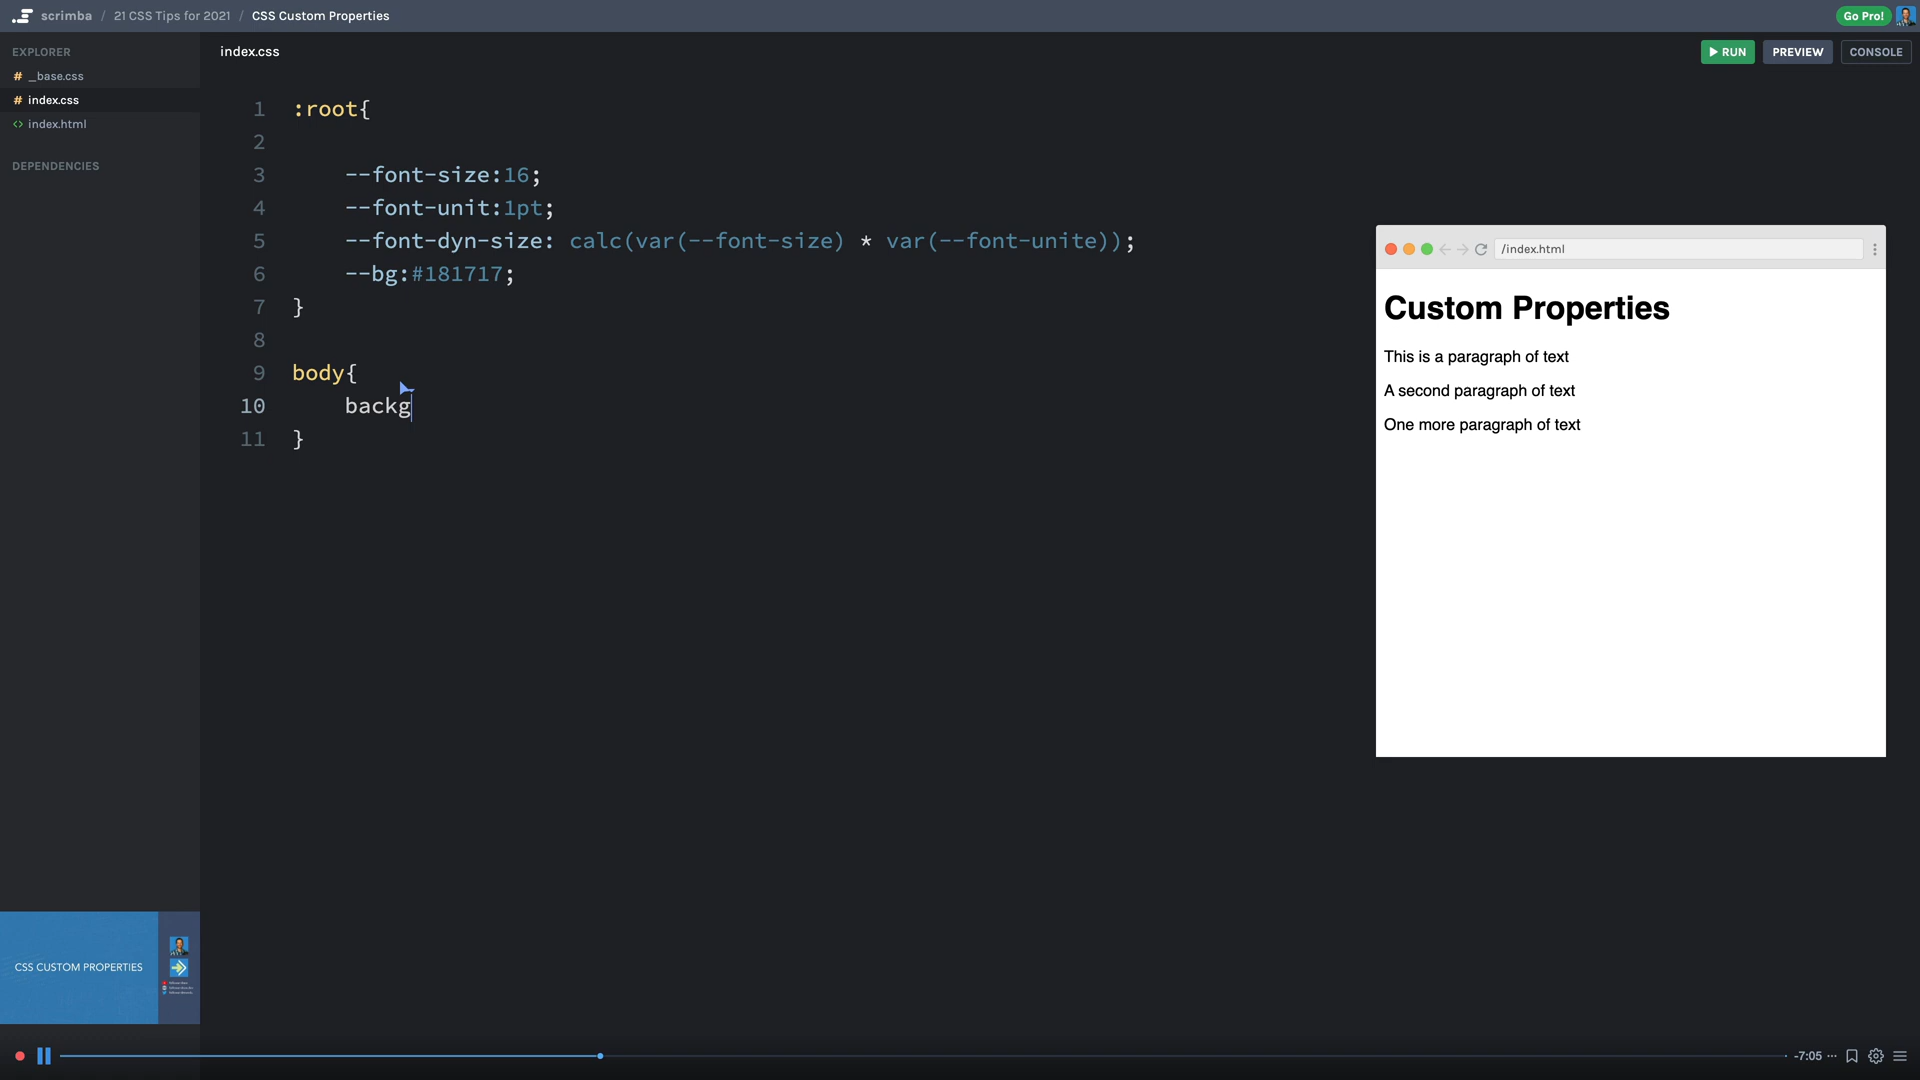 scrimba / 21 CSS Tips for 2021 / CSS Custom Properties
Go Pro!
EXPLORER
# _base.css
# index.css
<> index.html
DEPENDENCIES
index.css
RUN
PREVIEW
CONSOLE
1 :root{
2
3 --font-size:16;
4 --font-unit:1pt;
5 --font-dyn-size: calc(var(--font-size) * var(--font-unite));
6 --bg:#181717;
7 }
8
9 body{
10 backg
11 }
/index.html
Custom Properties
This is a paragraph of text
A second paragraph of text
One more paragraph of text
CSS CUSTOM PROPERTIES
-7:05